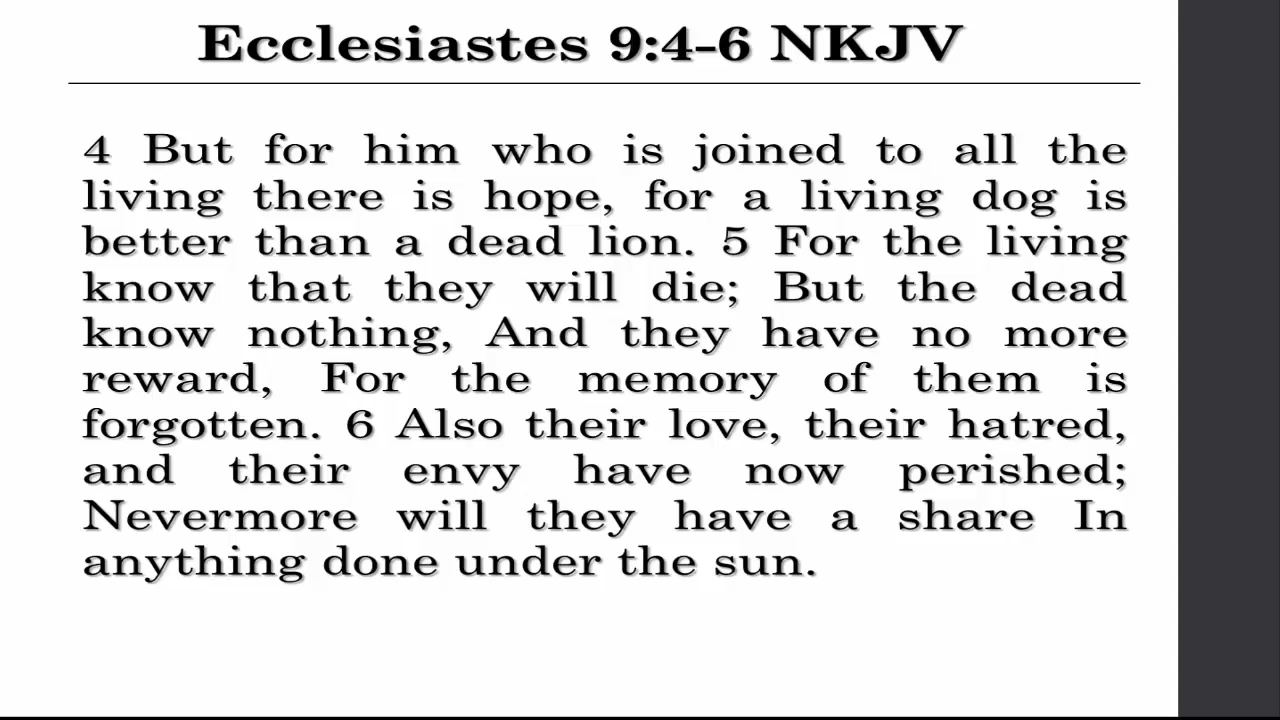 Ecclesiastes 9:4-6 NKJV
4 But for him who is joined to all the
living there is hope, for a living dog is
better than a dead lion. 5 For the living
know that they will die; But the dead
know nothing, And they have no more
reward, For the memory of them is
forgotten. 6 Also their love, their hatred,
and their envy have now perished;
Nevermore will they have a share In
anything done under the sun.